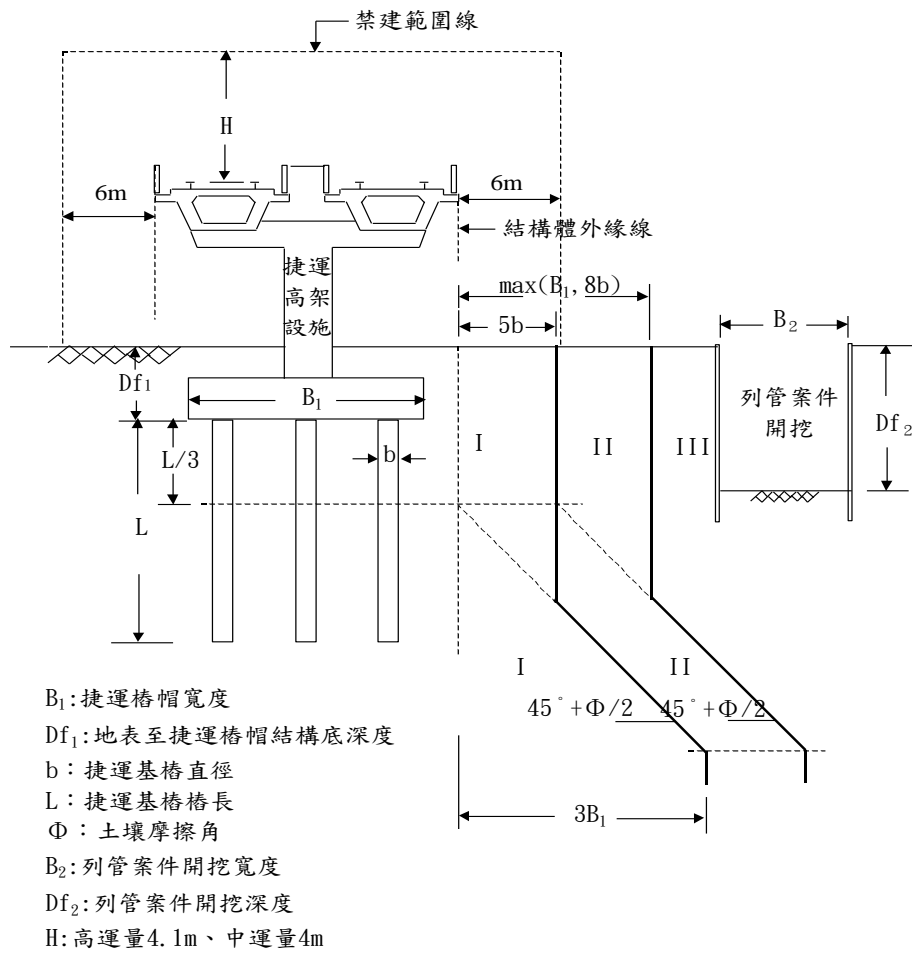 禁建範圍線
H
6m
6m
結構體外緣線
捷運
高架
設施
max(B₁,8b)
5b
B₂
Df₁
B₁
列管案件
開挖
Df₂
L/3
b
I
II
III
L
I
II
45°+Φ/2
45°+Φ/2
3B₁
B₁:捷運樁帽寬度
Df₁:地表至捷運樁帽結構底深度
b：捷運基樁直徑
L：捷運基樁樁長
Φ：土壤摩擦角
B₂:列管案件開挖寬度
Df₂:列管案件開挖深度
H:高運量4.1m、中運量4m